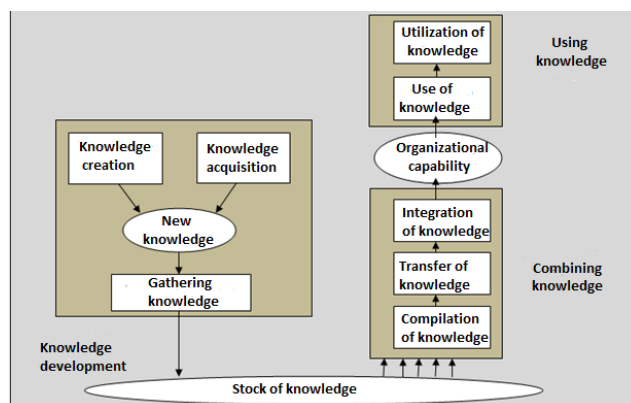 Knowledge
creation
Knowledge
acquisition
New
knowledge
Gathering
knowledge
Knowledge
development
Stock of knowledge
Utilization of
knowledge
Use of
knowledge
Using
knowledge
Organizational
capability
Integration
of knowledge
Transfer of
knowledge
Compilation
of knowledge
Combining
knowledge